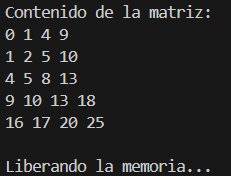 Contenido de la matriz:
0 1 4 9
1 2 5 10
4 5 8 13
9 10 13 18
16 17 20 25
Liberando la memoria...